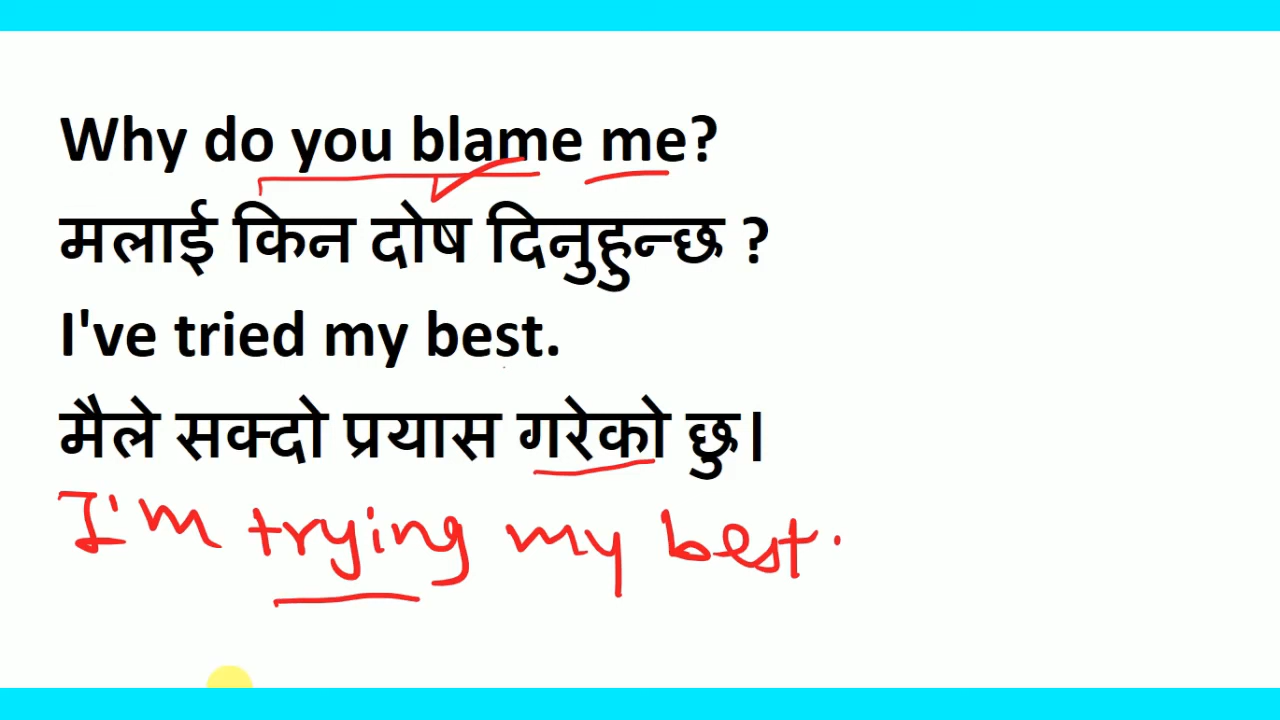 Why do you blame me?
मलाई किन दोष दिनुहुन्छ ?
I've tried my best.
मैले सक्दो प्रयास गरेको छु।
I'm trying my best.